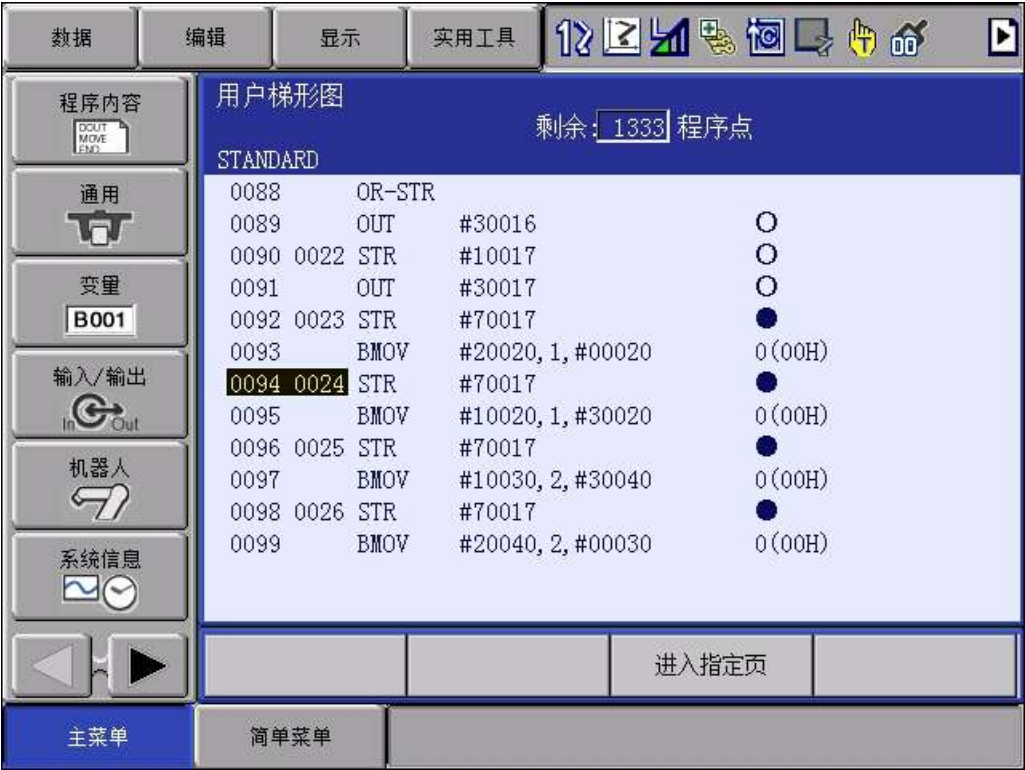 数据 编辑 显示 实用工具
程序内容
DOUT
MOVE
END
通用
变量
B001
输入/输出
In Out
机器人
系统信息
用户梯形图
剩余: 1333 程序点
STANDARD
0088 OR-STR
0089 OUT #30016
0090 0022 STR #10017
0091 OUT #30017
0092 0023 STR #70017
0093 BMOV #20020,1,#00020 0(00H)
0094 0024 STR #70017
0095 BMOV #10020,1,#30020 0(00H)
0096 0025 STR #70017
0097 BMOV #10030,2,#30040 0(00H)
0098 0026 STR #70017
0099 BMOV #20040,2,#00030 0(00H)
进入指定页
主菜单 简单菜单